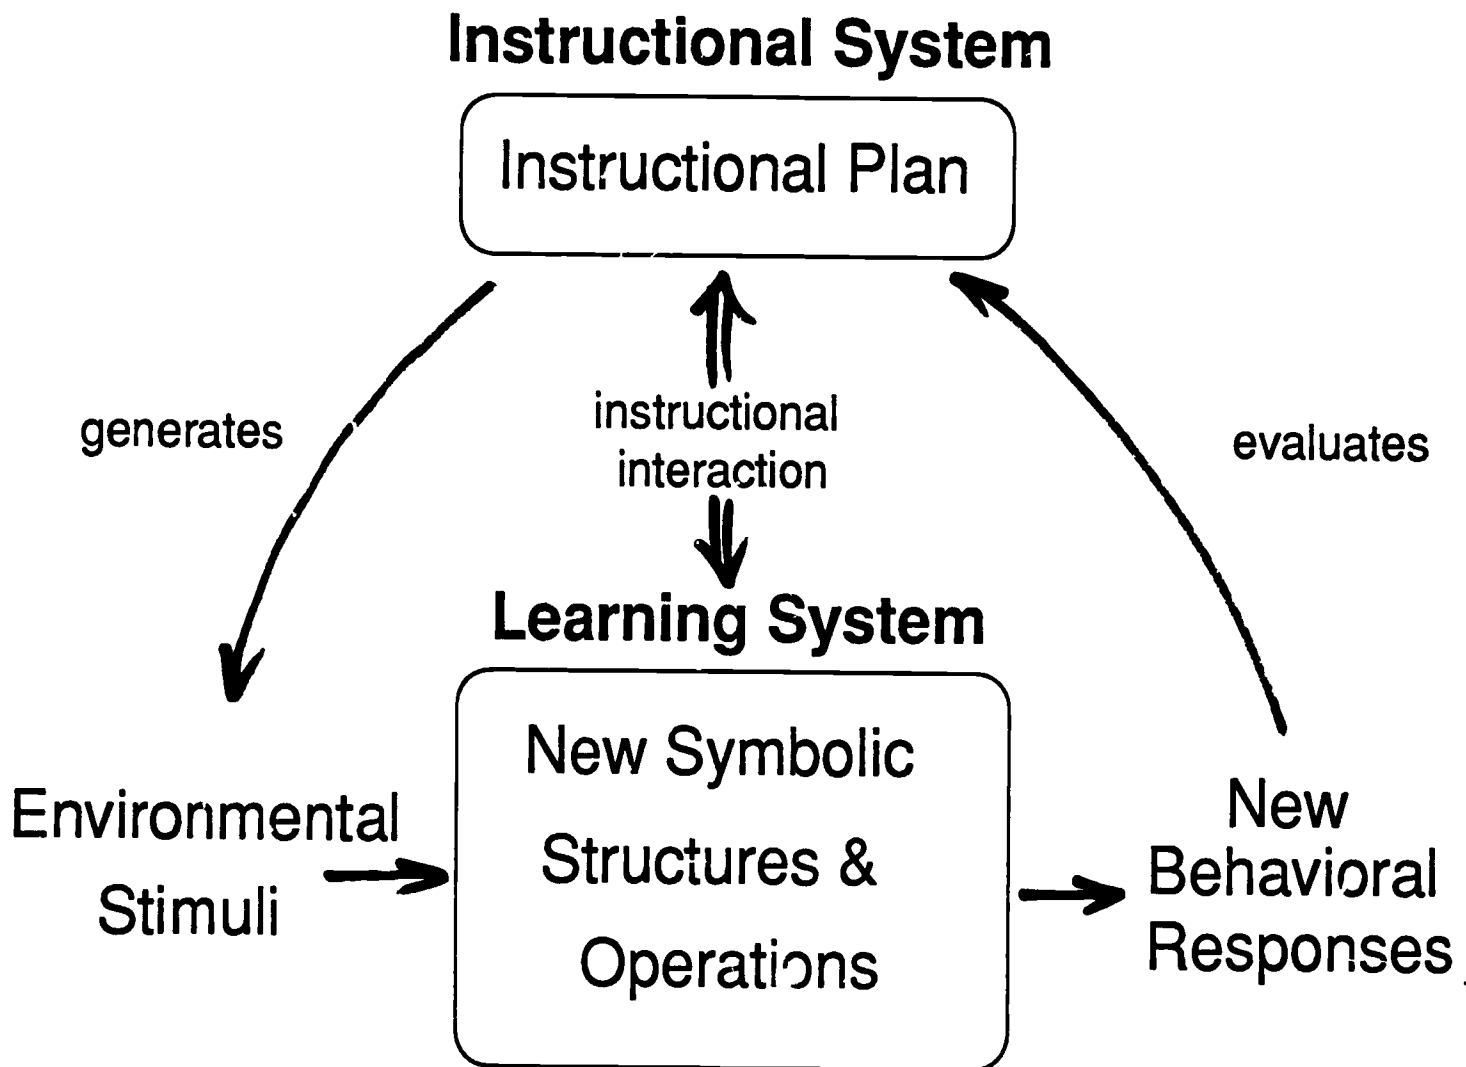 Instructional System
Instructional Plan
generates
instructional
interaction
evaluates
Learning System
New Symbolic
Structures &
Operations
Environmental
Stimuli
New
Behavioral
Responses